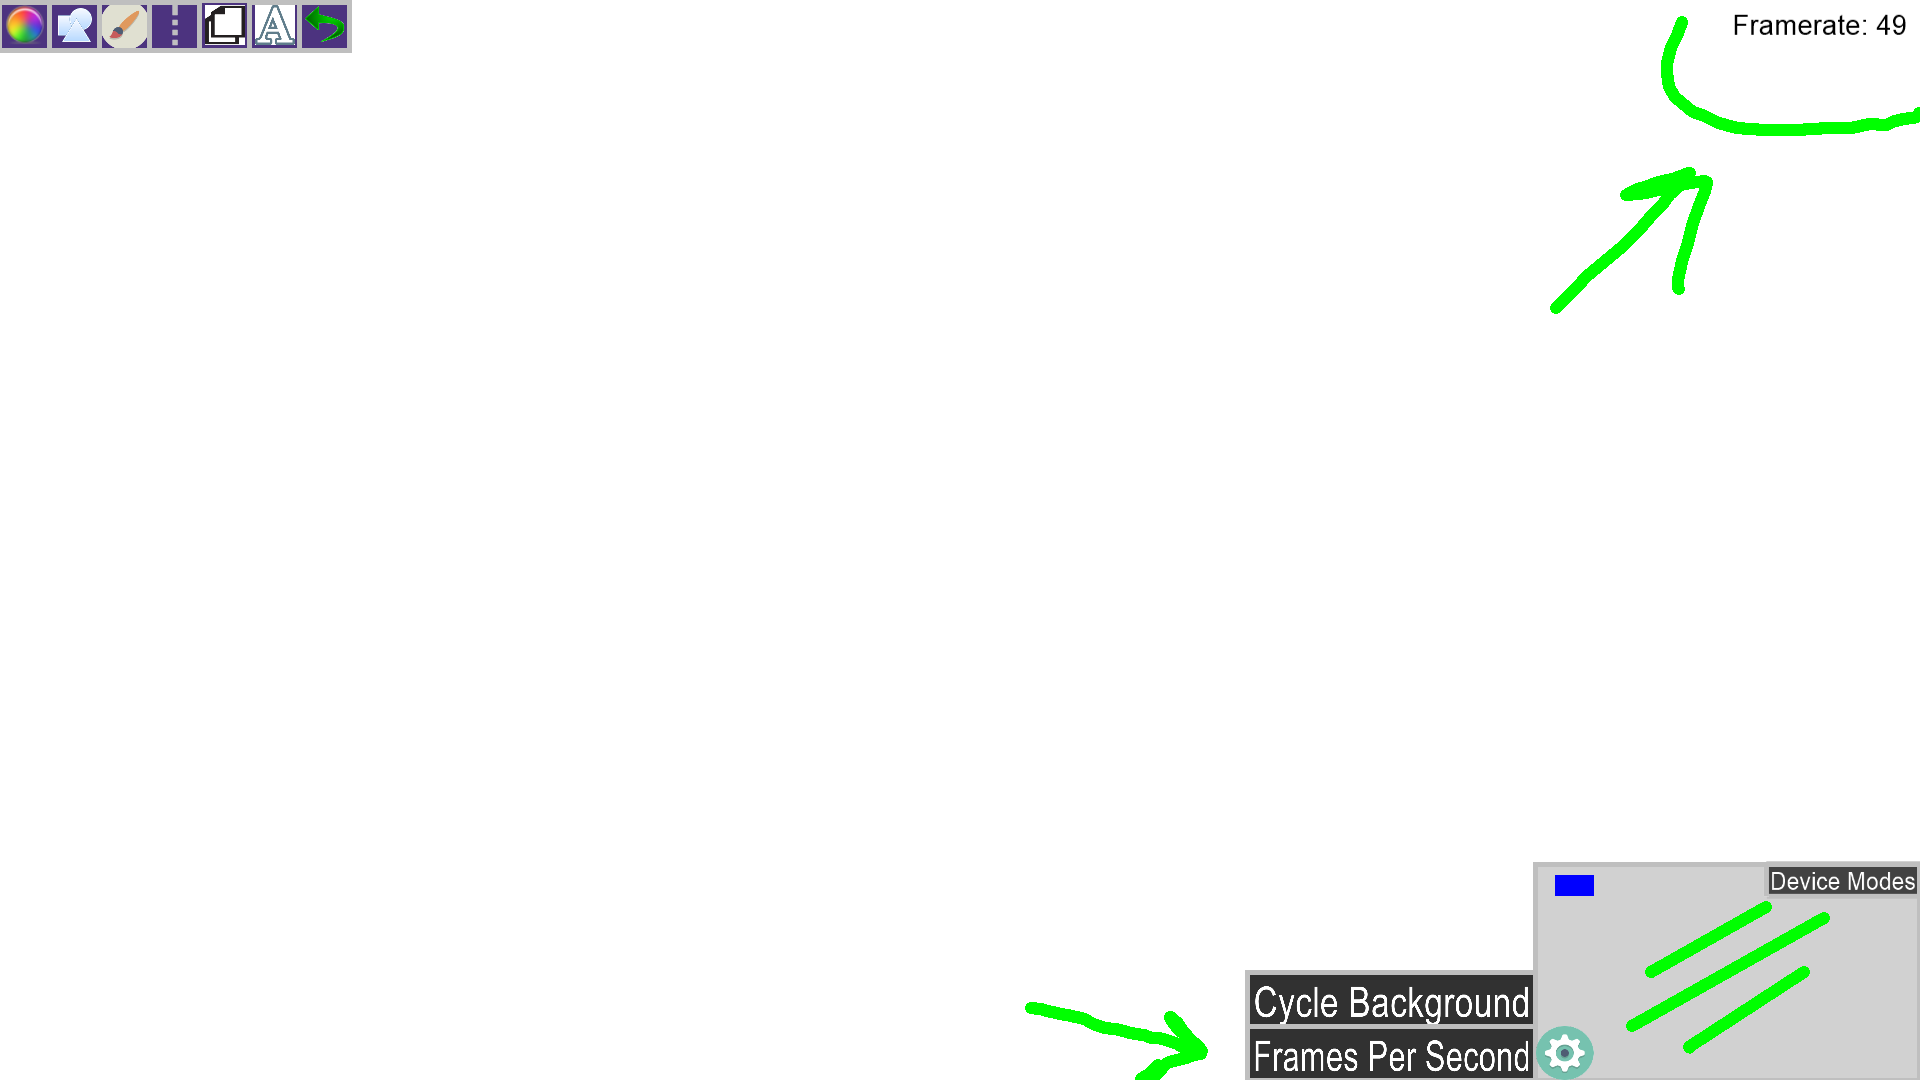 A
Framerate: 49
Device Modes
Cycle Background
Frames Per Second